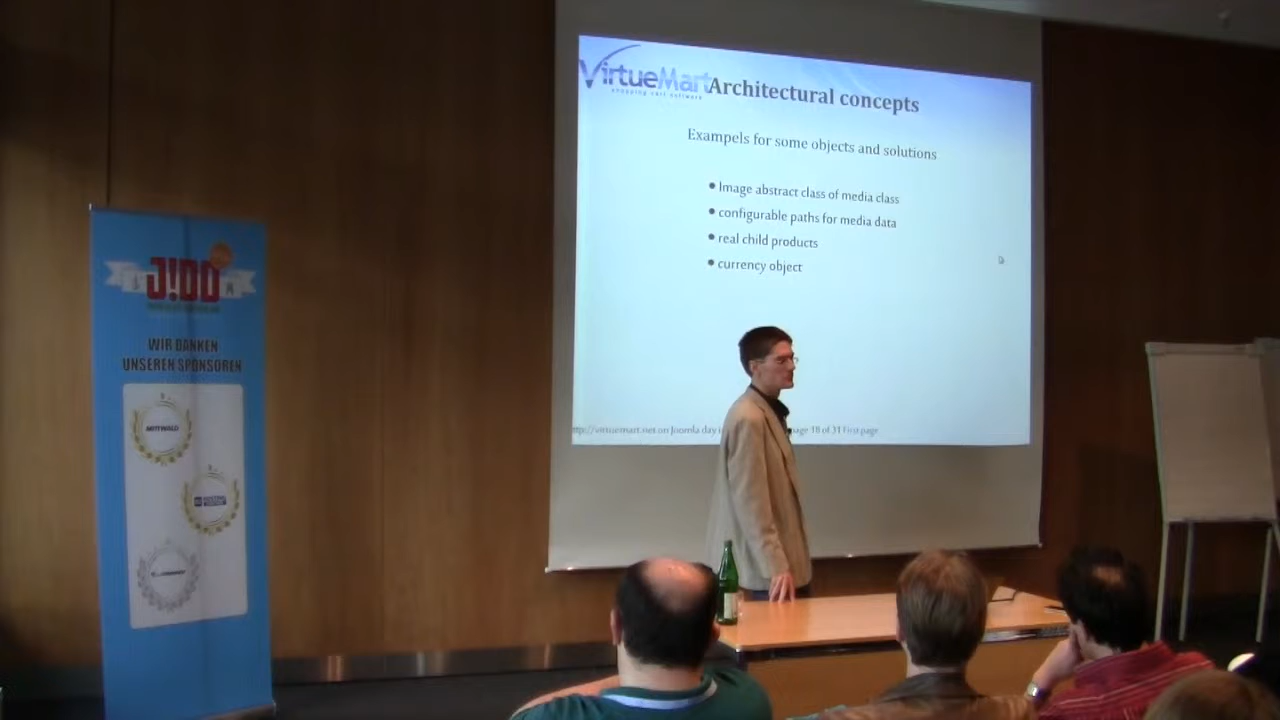 VirtueMart
shopping cart software
Architectural concepts
Exampels for some objects and solutions
Image abstract class of media class
configurable paths for media data
real child products
currency object
http://virtuemart.net on Joomla day
page 18 of 31 First page
J!DD
WIR DANKEN
UNSEREN SPONSOREN
MITTWALD